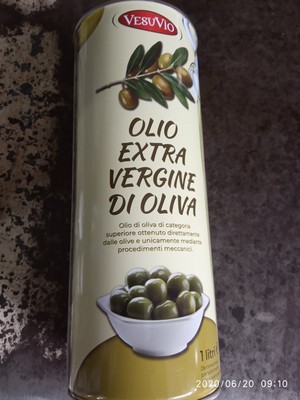 VESUVIO
OLIO
EXTRA
VERGINE
DI OLIVA
Olio di oliva di categoria
superiore ottenuto direttamente
dalle olive e unicamente mediante
procedimenti meccanici.
1 litri
2020/06/20 09:10